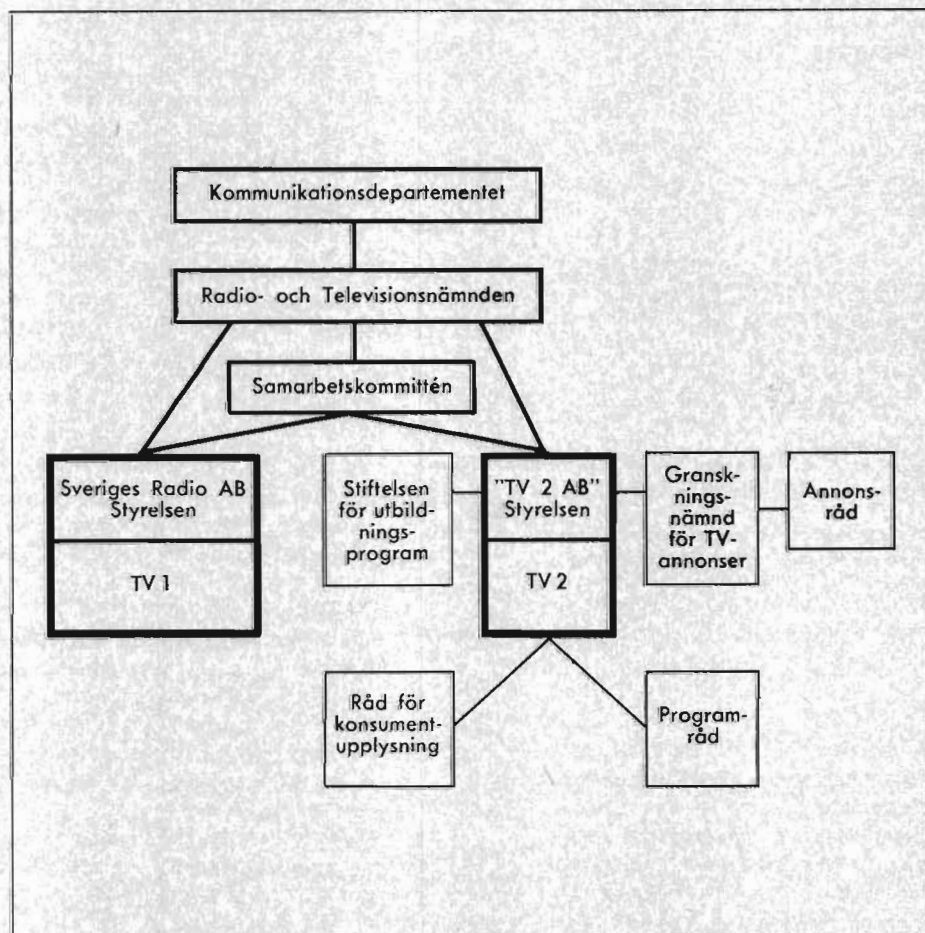 Kommunikationsdepartementet
Radio- och Televisionsnämnden
Samarbetskommittén
Sveriges Radio AB
Styrelsen
TV 1
Stiftelsen
för utbild-
nings-
program
"TV 2 AB"
Styrelsen
TV 2
Gransk-
nings-
nämnd
för TV-
annonser
Annons-
råd
Råd för
konsument-
upplysning
Program-
råd